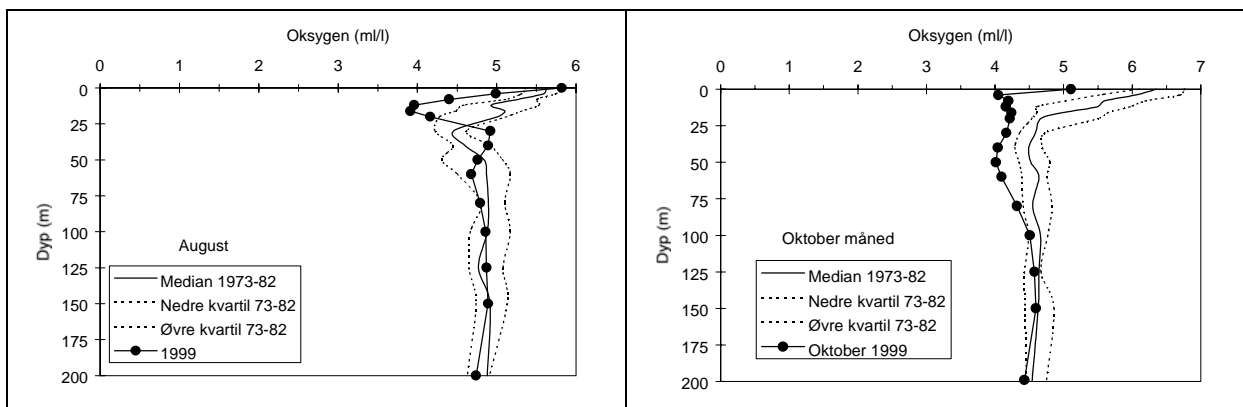 Oksygen (ml/l)
0 1 2 3 4 5 6
0
25
50
75
100
125
150
175
200
Dyp (m)
August
Median 1973-82
Nedre kvartil 73-82
Øvre kvartil 73-82
1999
Oksygen (ml/l)
0 1 2 3 4 5 6 7
0
25
50
75
100
125
150
175
200
Dyp (m)
Oktober måned
Median 1973-82
Nedre kvartil 73-82
Øvre kvartil 73-82
Oktober 1999